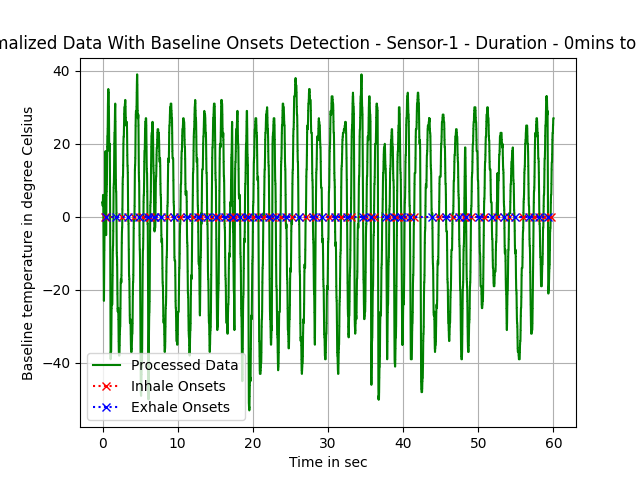 malized Data With Baseline Onsets Detection - Sensor-1 - Duration - 0mins to
Baseline temperature in degree Celsius
40
20
0
−20
−40
Processed Data
Inhale Onsets
Exhale Onsets
0 10 20 30 40 50 60
Time in sec